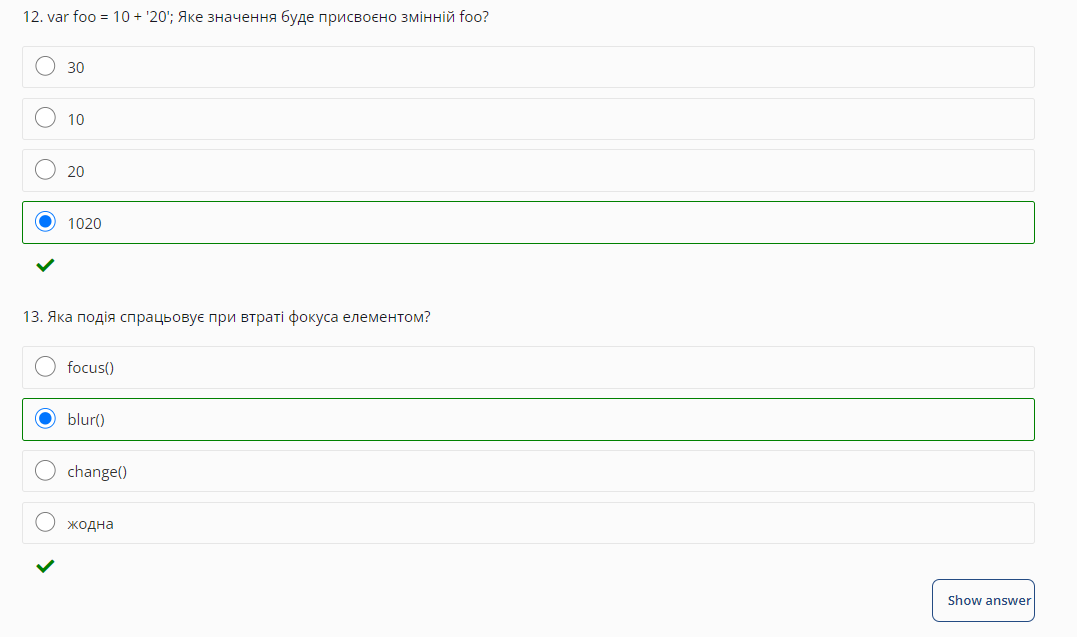 12. var foo = 10 + '20'; Яке значення буде присвоєно змінній foo?
30
10
20
1020
13. Яка подія спрацьовує при втраті фокуса елементом?
focus()
blur()
change()
жодна
Show answer